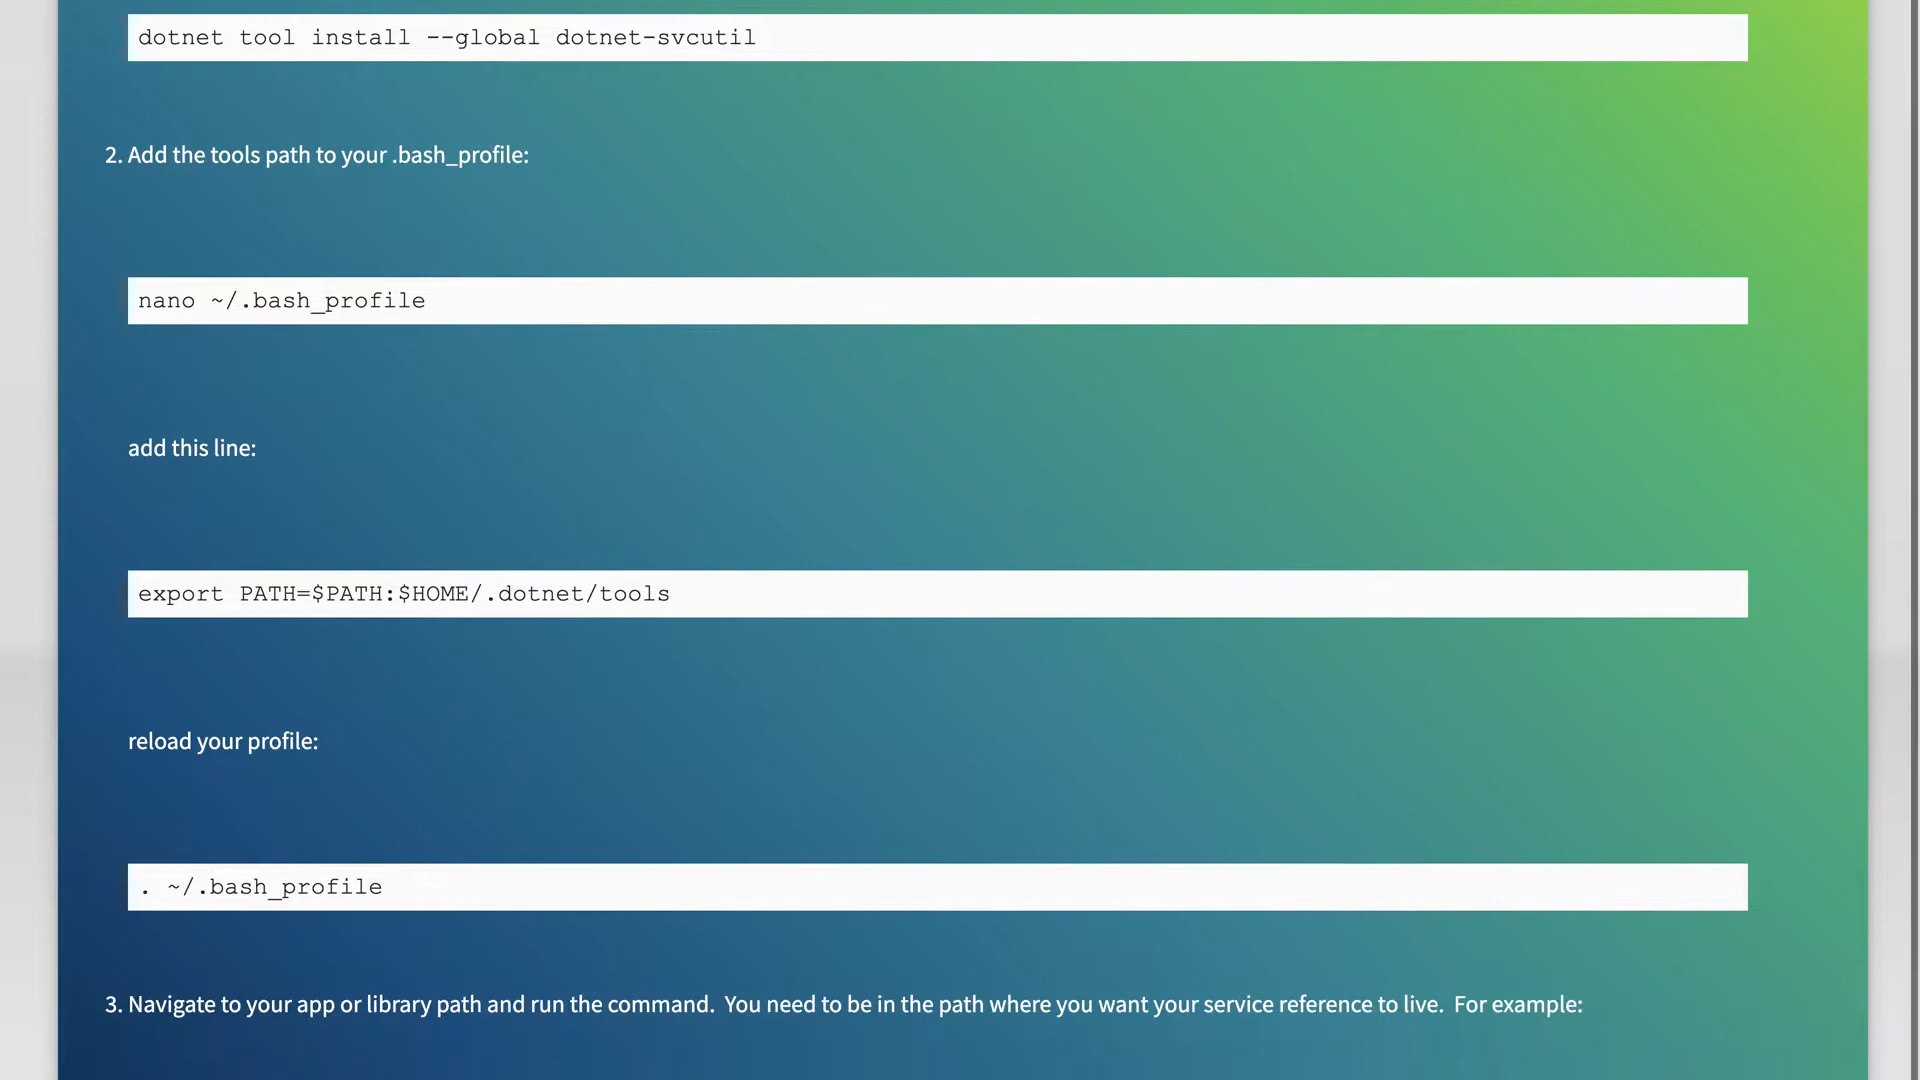 dotnet tool install --global dotnet-svcutil
2. Add the tools path to your .bash_profile:
nano ~/.bash_profile
add this line:
export PATH=$PATH:$HOME/.dotnet/tools
reload your profile:
. ~/.bash_profile
3. Navigate to your app or library path and run the command.  You need to be in the path where you want your service reference to live.  For example: